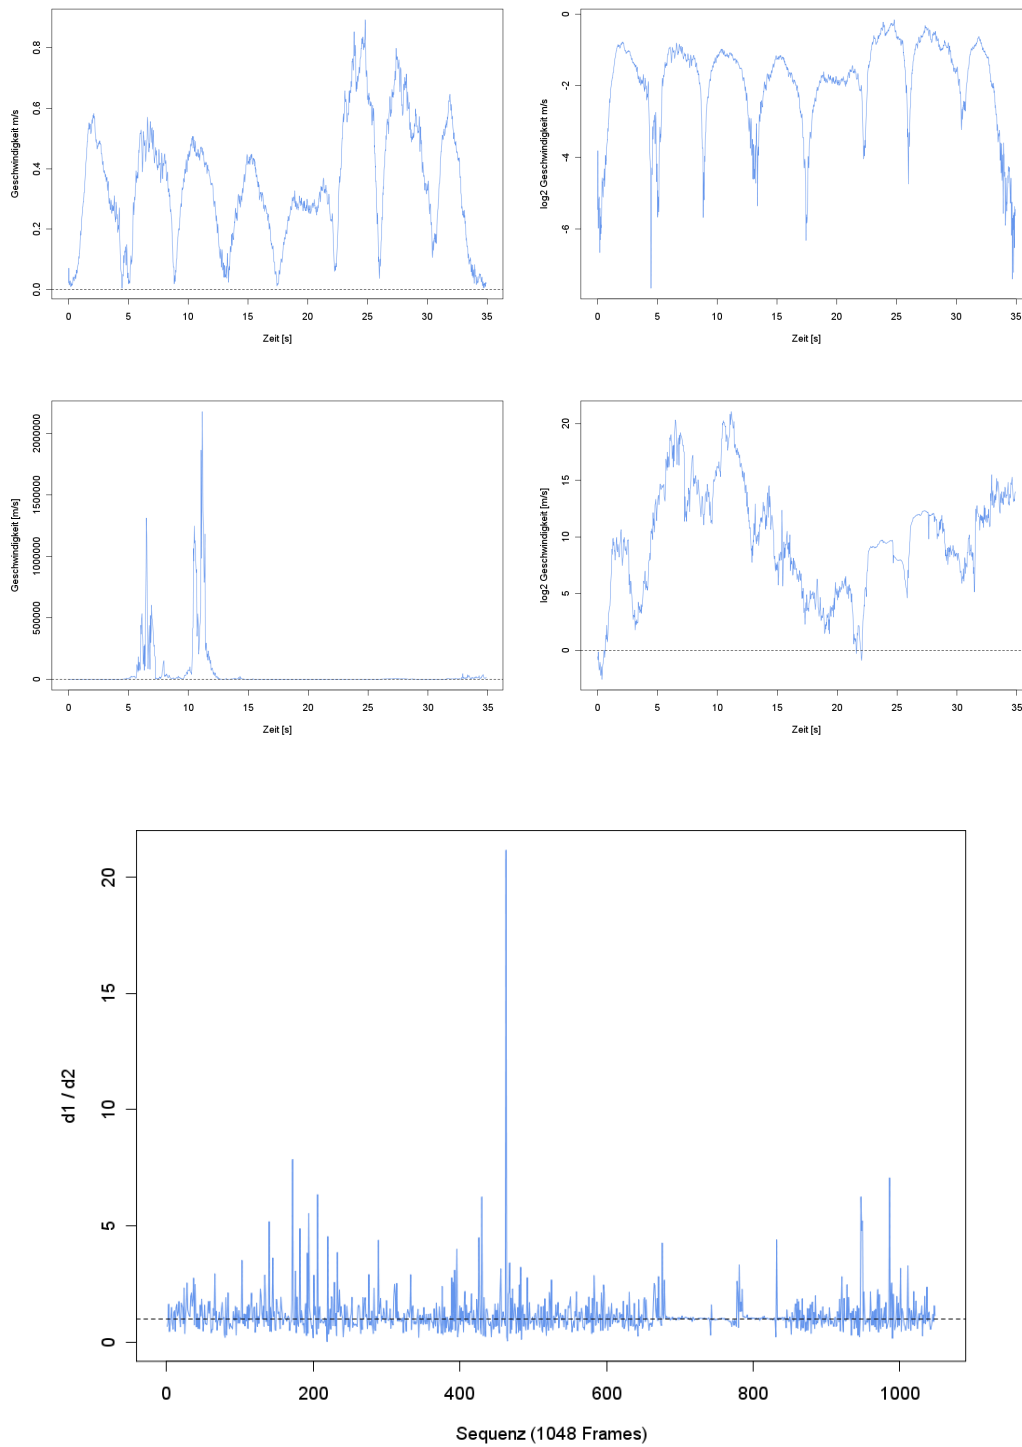 Geschwindigkeit m/s
0.0 0.2 0.4 0.6 0.8
0 5 10 15 20 25 30 35
Zeit [s]
log2 Geschwindigkeit m/s
-6 -4 -2 0
0 5 10 15 20 25 30 35
Zeit [s]
Geschwindigkeit [m/s]
0 500000 1000000 1500000 2000000
0 5 10 15 20 25 30 35
Zeit [s]
log2 Geschwindigkeit [m/s]
0 5 10 15 20
0 5 10 15 20 25 30 35
Zeit [s]
d1 / d2
0 5 10 15 20
0 200 400 600 800 1000
Sequenz (1048 Frames)